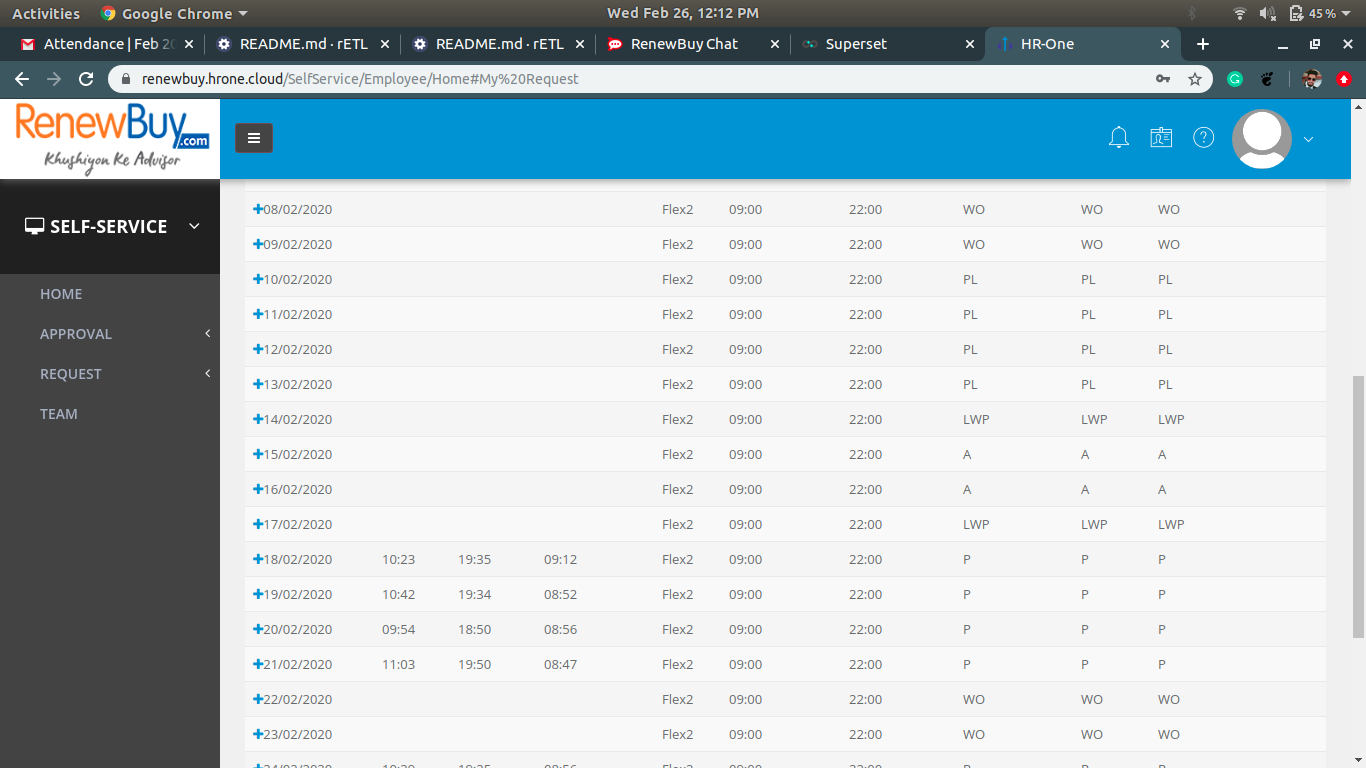 Activities Google Chrome Wed Feb 26, 12:12 PM 45 %
Attendance | Feb 20 README.md · rETL README.md · rETL RenewBuy Chat Superset HR-One
renewbuy.hrone.cloud/SelfService/Employee/Home#My%20Request
RenewBuy.com
Khushiyon Ke Advisor
SELF-SERVICE
HOME
APPROVAL
REQUEST
TEAM
08/02/2020 Flex2 09:00 22:00 WO WO WO
09/02/2020 Flex2 09:00 22:00 WO WO WO
10/02/2020 Flex2 09:00 22:00 PL PL PL
11/02/2020 Flex2 09:00 22:00 PL PL PL
12/02/2020 Flex2 09:00 22:00 PL PL PL
13/02/2020 Flex2 09:00 22:00 PL PL PL
14/02/2020 Flex2 09:00 22:00 LWP LWP LWP
15/02/2020 Flex2 09:00 22:00 A A A
16/02/2020 Flex2 09:00 22:00 A A A
17/02/2020 Flex2 09:00 22:00 LWP LWP LWP
18/02/2020 10:23 19:35 09:12 Flex2 09:00 22:00 P P P
19/02/2020 10:42 19:34 08:52 Flex2 09:00 22:00 P P P
20/02/2020 09:54 18:50 08:56 Flex2 09:00 22:00 P P P
21/02/2020 11:03 19:50 08:47 Flex2 09:00 22:00 P P P
22/02/2020 Flex2 09:00 22:00 WO WO WO
23/02/2020 Flex2 09:00 22:00 WO WO WO